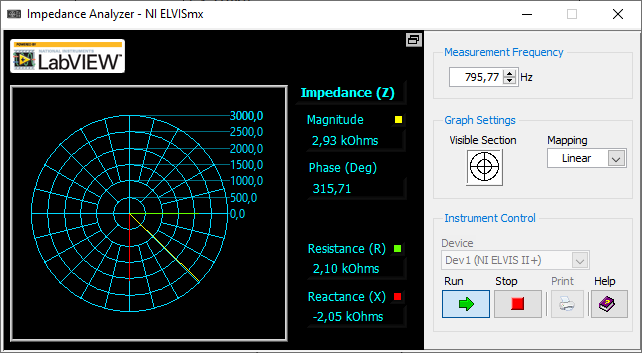 Impedance Analyzer - NI ELVISmx
POWERED BY
NATIONAL INSTRUMENTS
LabVIEW™
3000,0
2500,0
2000,0
1500,0
1000,0
500,0
0,0
Impedance (Z)
Magnitude
2,93 kOhms
Phase (Deg)
315,71
Resistance (R)
2,10 kOhms
Reactance (X)
-2,05 kOhms
Measurement Frequency
795,77 Hz
Graph Settings
Visible Section
Mapping
Linear
Instrument Control
Device
Dev1 (NI ELVIS II+)
Run Stop Print Help